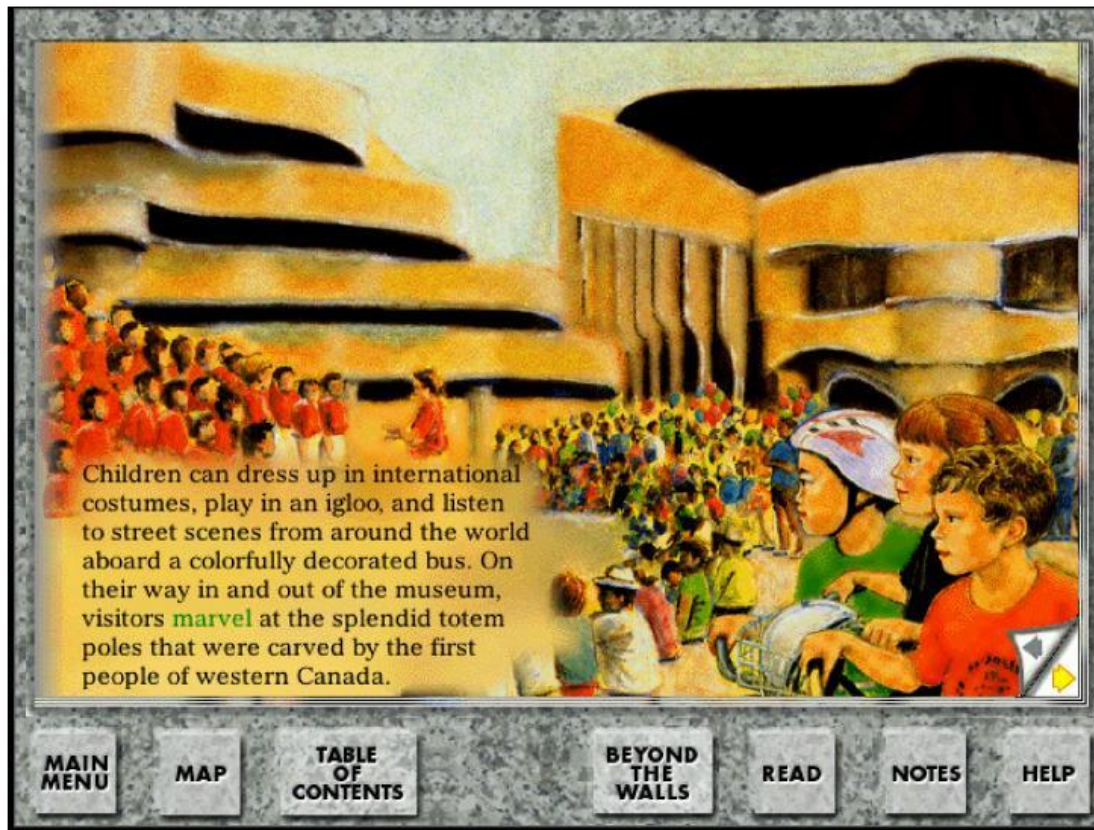 Children can dress up in international
costumes, play in an igloo, and listen
to street scenes from around the world
aboard a colorfully decorated bus. On
their way in and out of the museum,
visitors marvel at the splendid totem
poles that were carved by the first
people of western Canada.
MAIN
MENU
MAP
TABLE
OF
CONTENTS
BEYOND
THE
WALLS
READ
NOTES
HELP